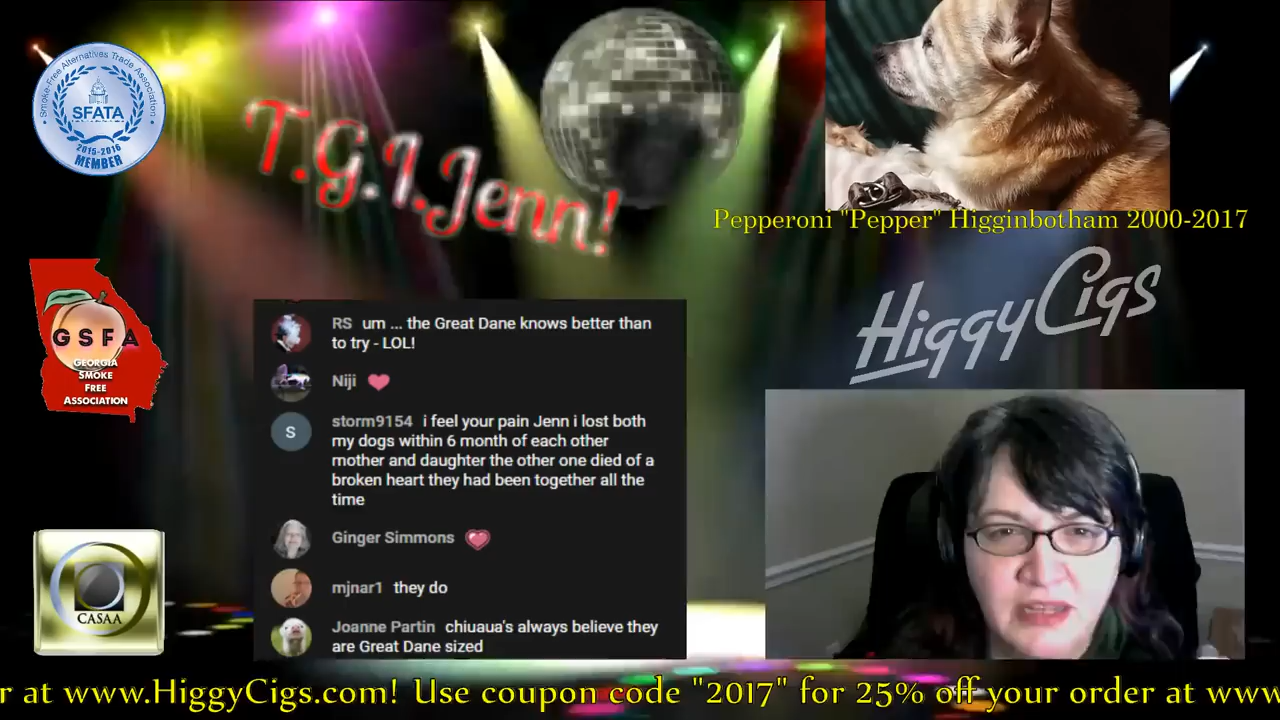 Smoke-Free Alternatives Trade Association
SFATA
2015-2016
MEMBER
T.G.I.Jenn!
Pepperoni "Pepper" Higginbotham 2000-2017
HiggyCigs
GSFA
GEORGIA
SMOKE
FREE
ASSOCIATION
RS um ... the Great Dane knows better than
to try - LOL!
Niji
S
storm9154 i feel your pain Jenn i lost both
my dogs within 6 month of each other
mother and daughter the other one died of a
broken heart they had been together all the
time
Ginger Simmons
mjnar1 they do
Joanne Partin chiuaua's always believe they
are Great Dane sized
CASAA
r at www.HiggyCigs.com! Use coupon code "2017" for 25% off your order at www